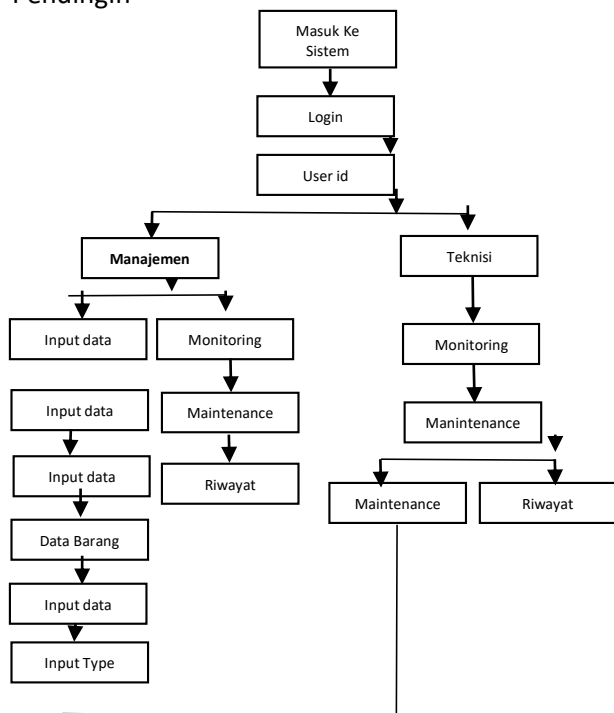 Pendingin
Masuk Ke
Sistem
Login
User id
Manajemen
Teknisi
Input data
Monitoring
Monitoring
Input data
Maintenance
Manintenance
Input data
Riwayat
Maintenance
Riwayat
Data Barang
Input data
Input Type